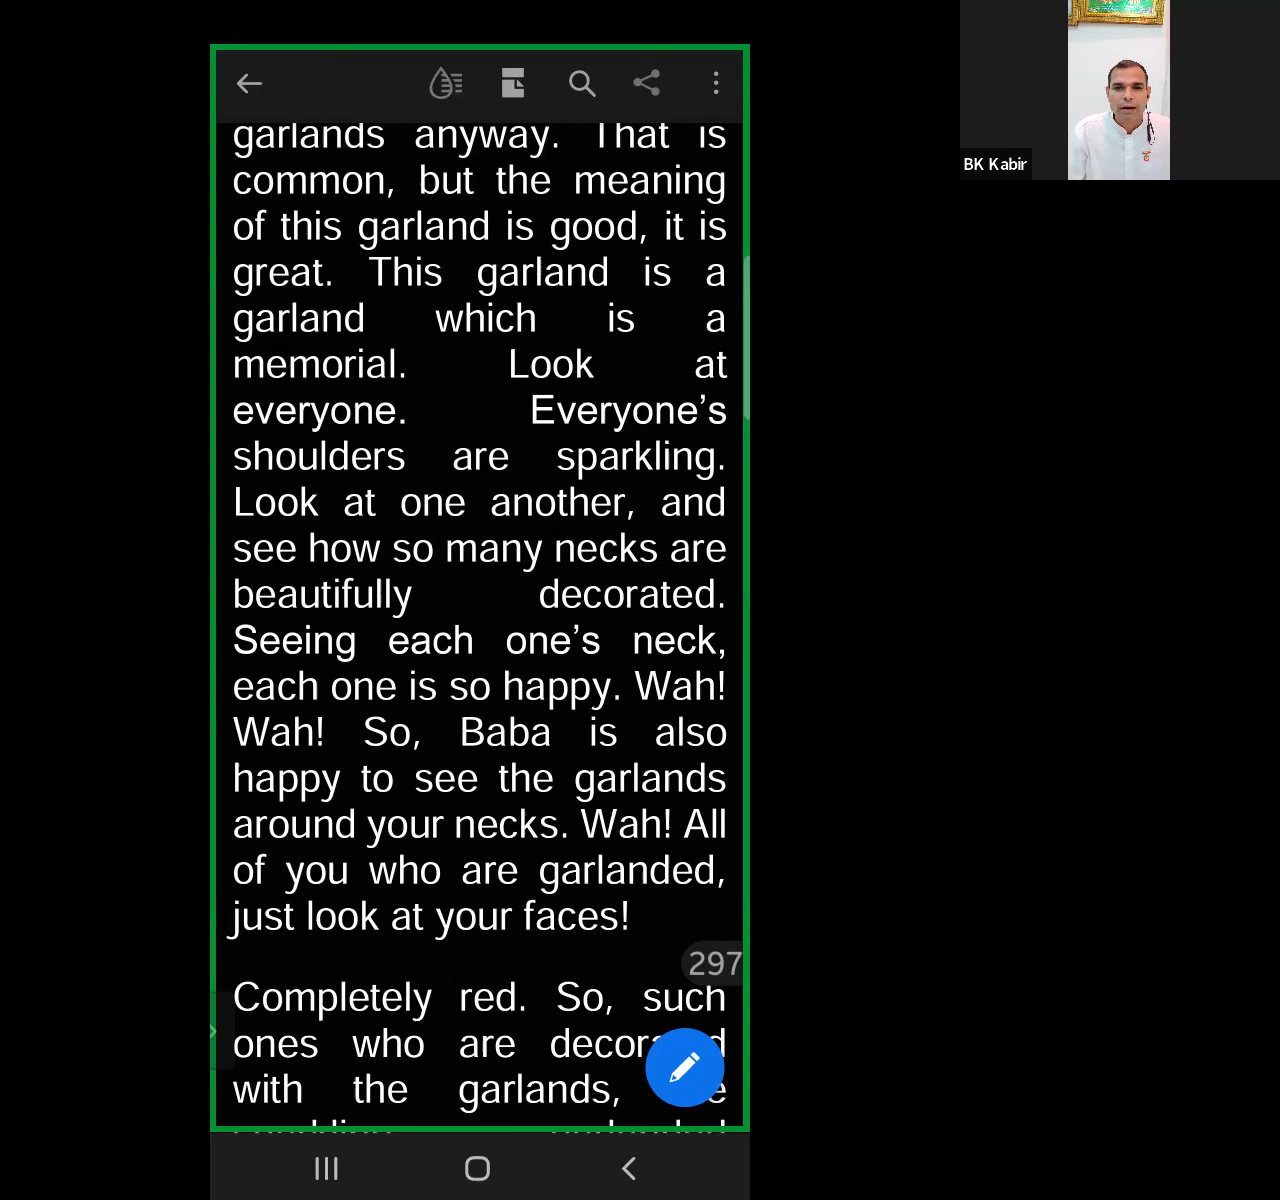 BK Kabir
garlands anyway. That is
common, but the meaning
of this garland is good, it is
great. This garland is a
garland which is a
memorial. Look at
everyone. Everyone’s
shoulders are sparkling.
Look at one another, and
see how so many necks are
beautifully decorated.
Seeing each one’s neck,
each one is so happy. Wah!
Wah! So, Baba is also
happy to see the garlands
around your necks. Wah! All
of you who are garlanded,
just look at your faces!
297
Completely red. So, such
ones who are
with the garlands,